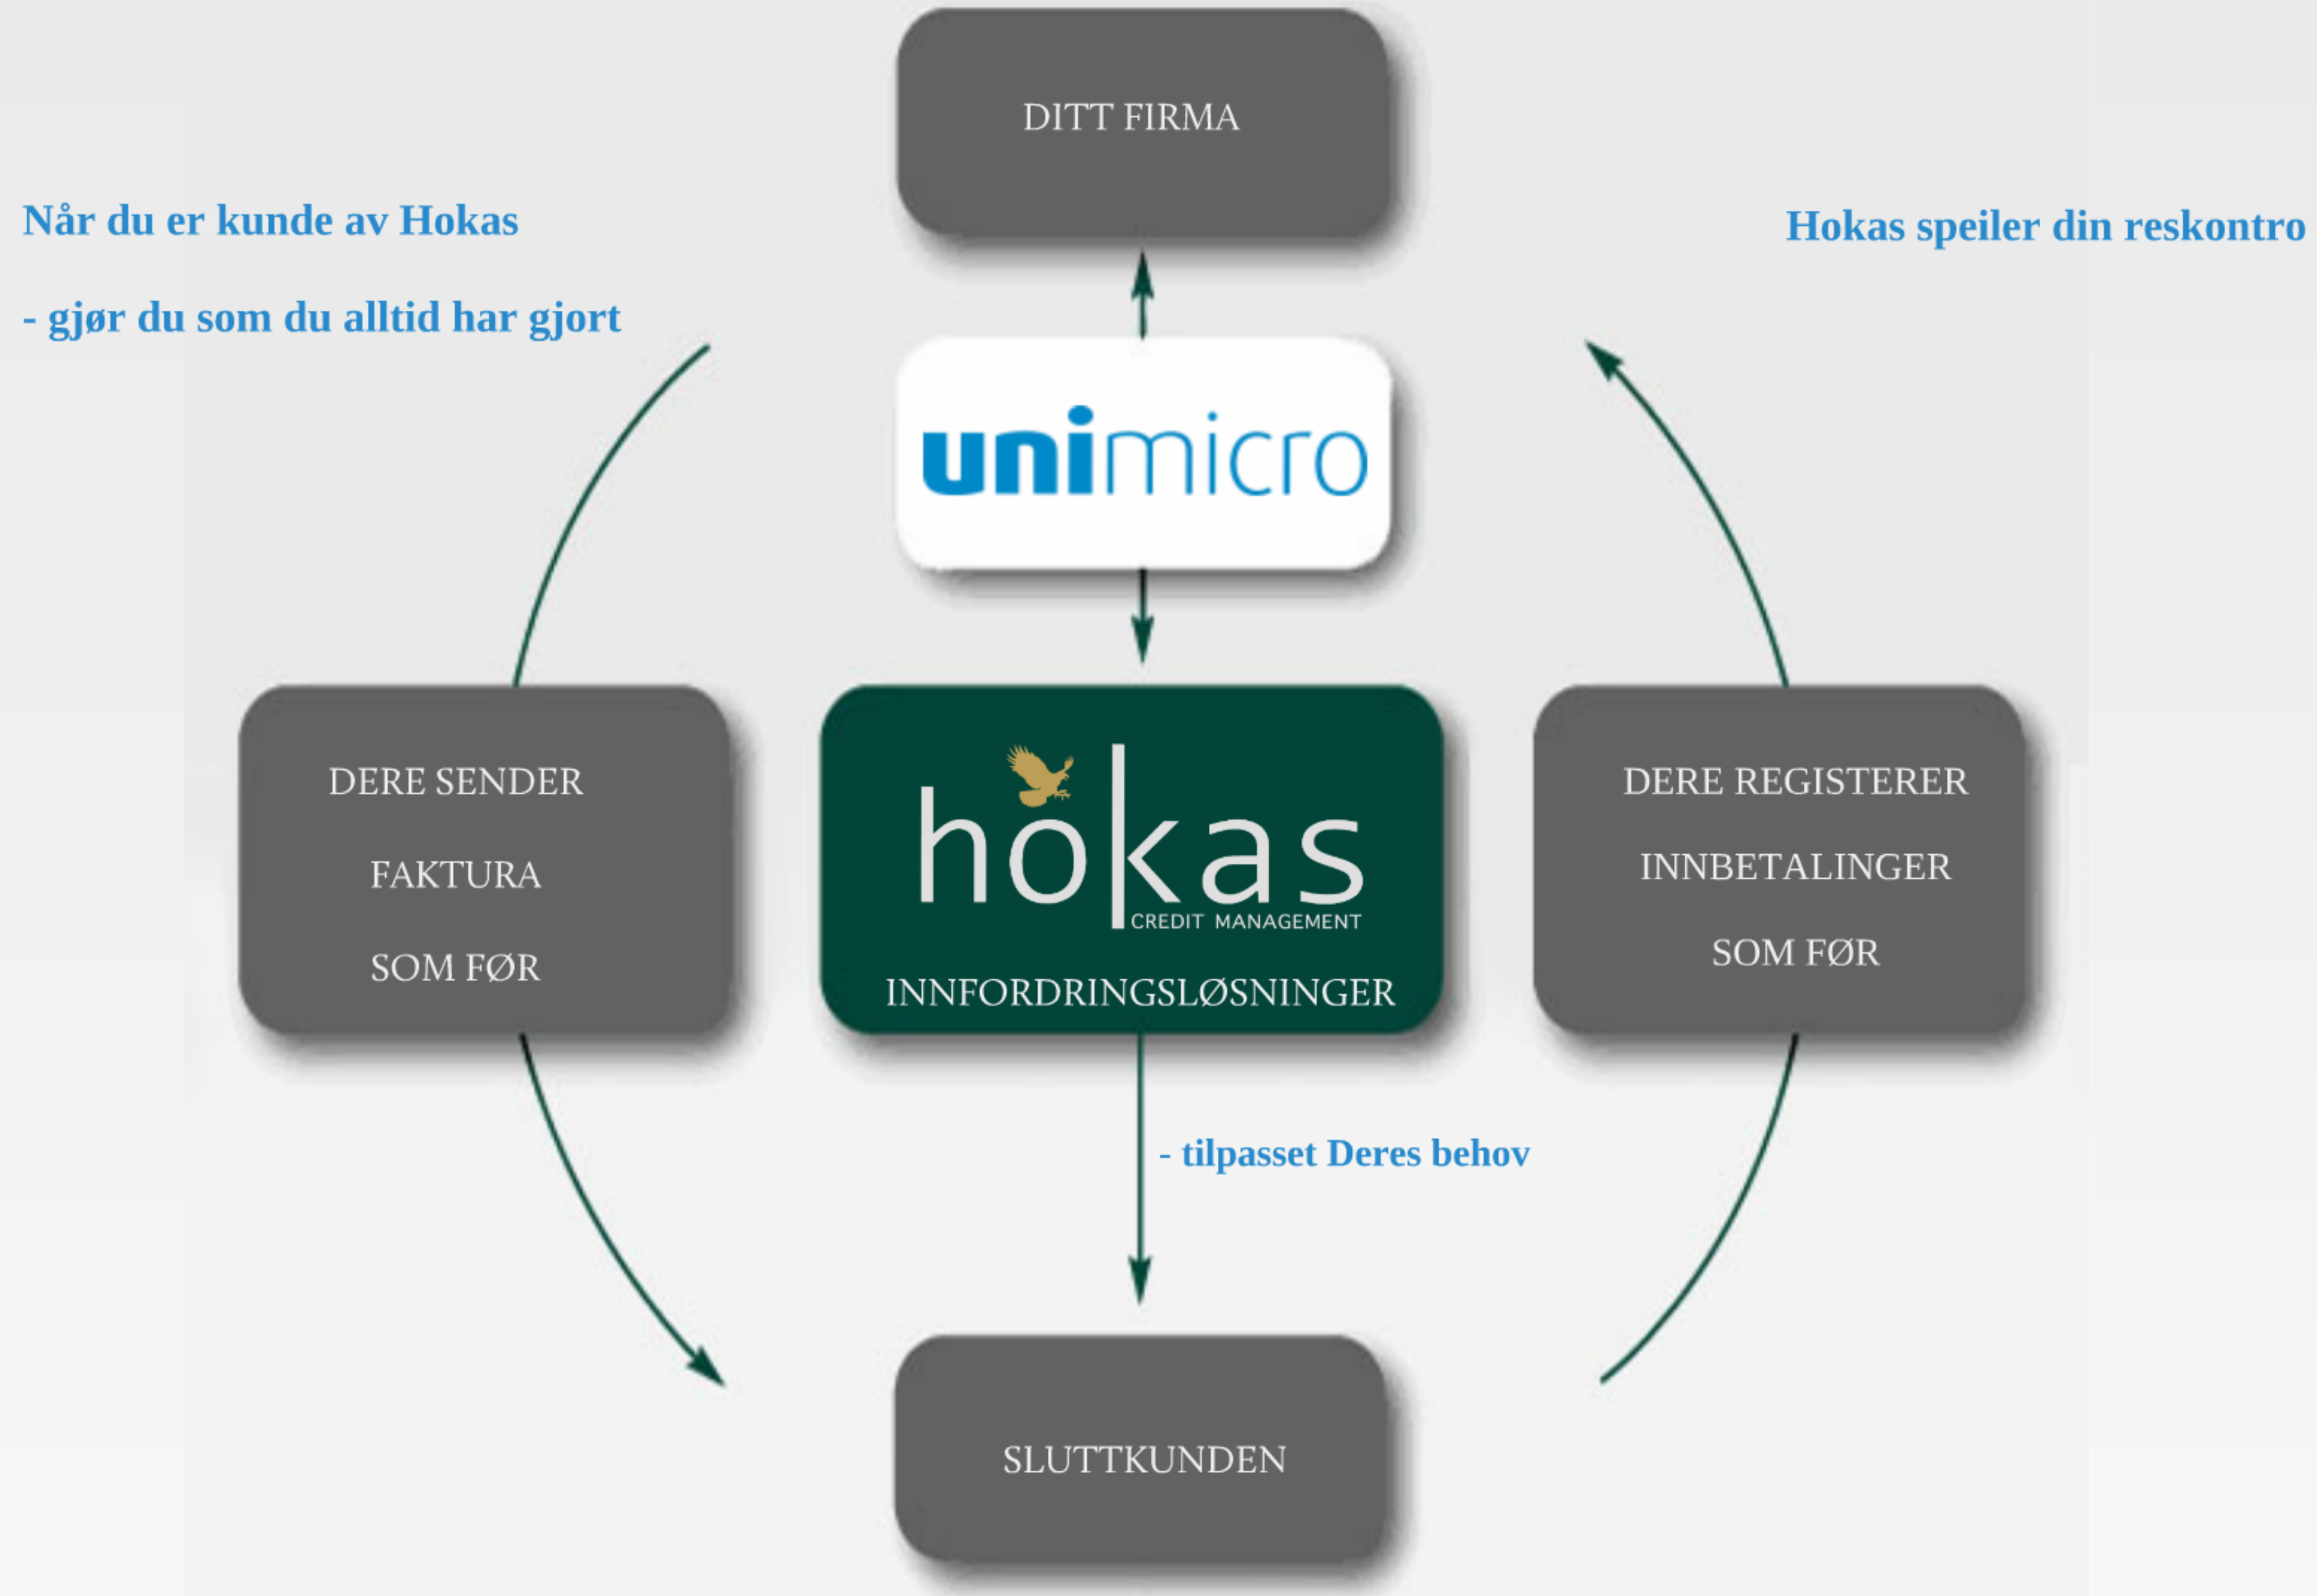 DITT FIRMA
Når du er kunde av Hokas
- gjør du som du alltid har gjort
Hokas speiler din reskontro
unimicro
DERE SENDER
FAKTURA
SOM FØR
hokas
CREDIT MANAGEMENT
INNFORDRINGSLØSNINGER
DERE REGISTERER
INNBETALINGER
SOM FØR
- tilpasset Deres behov
SLUTTKUNDEN